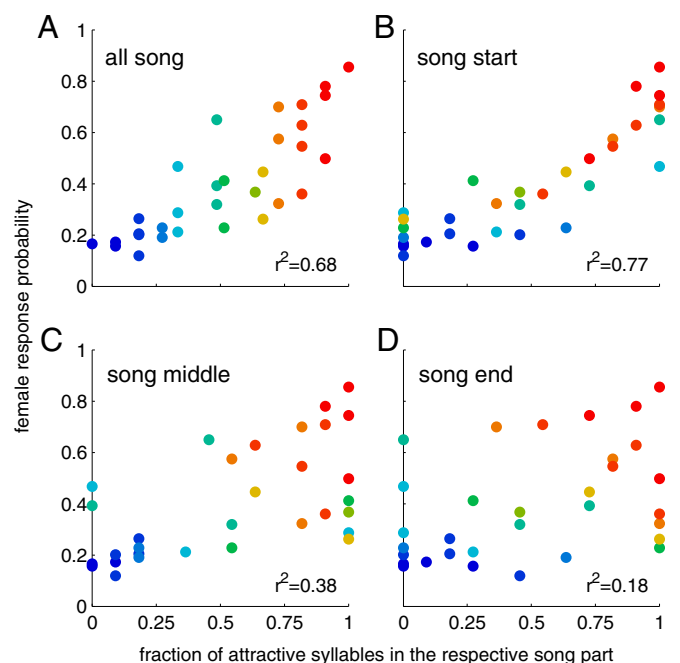 A
all song
B
song start
1
0.8
0.6
0.4
0.2
0
r²=0.68
r²=0.77
female response probability
C
song middle
D
song end
1
0.8
0.6
0.4
0.2
0
r²=0.38
r²=0.18
0 0.25 0.5 0.75 1
0 0.25 0.5 0.75 1
fraction of attractive syllables in the respective song part